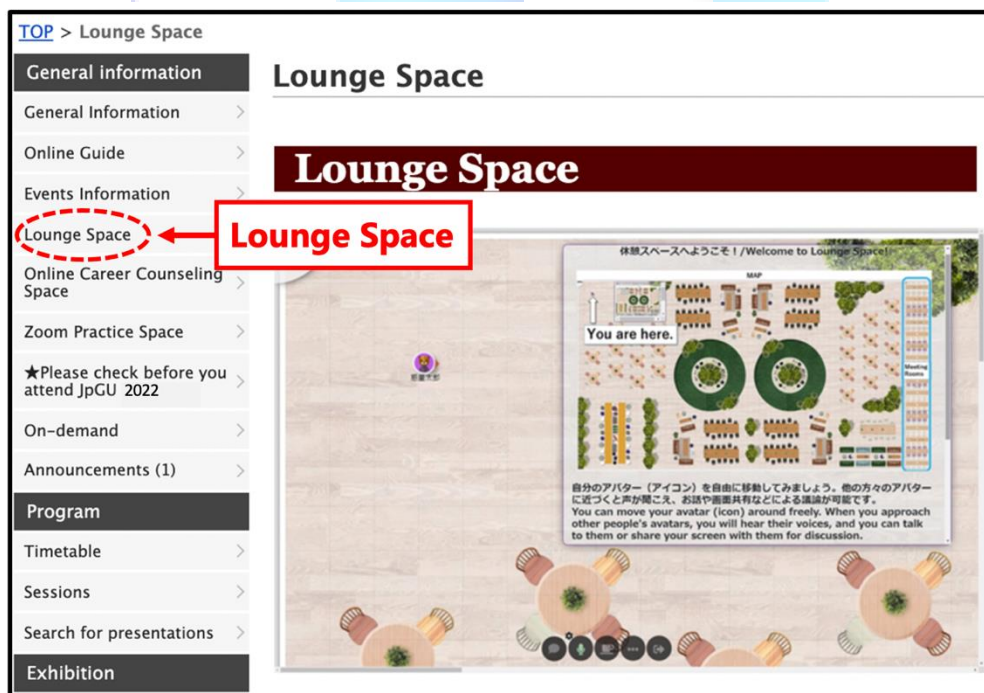 TOP > Lounge Space
General information
General Information
Online Guide
Events Information
Lounge Space
Online Career Counseling
Space
Zoom Practice Space
★Please check before you
attend JpGU 2022
On-demand
Announcements (1)
Program
Timetable
Sessions
Search for presentations
Exhibition
Lounge Space
Lounge Space
Lounge Space
休憩スペースへようこそ！/Welcome to Lounge Space!
MAP
You are here.
Meeting
Rooms
自分のアバター（アイコン）を自由に移動してみましょう。他の方々のアバター
に近づくと声が聞こえ、お話や画面共有などによる議論が可能です。
You can move your avatar (icon) around freely. When you approach
other people's avatars, you will hear their voices, and you can talk
to them or share your screen with them for discussion.